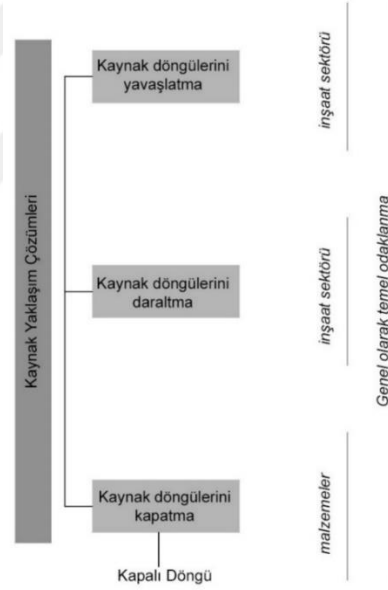 Kaynak Yaklaşım Çözümleri
Kaynak döngülerini
yavaşlatma
inşaat sektörü
Kaynak döngülerini
daraltma
inşaat sektörü
Kaynak döngülerini
kapatma
malzemeler
Kapalı Döngü
Genel olarak temel odaklanma